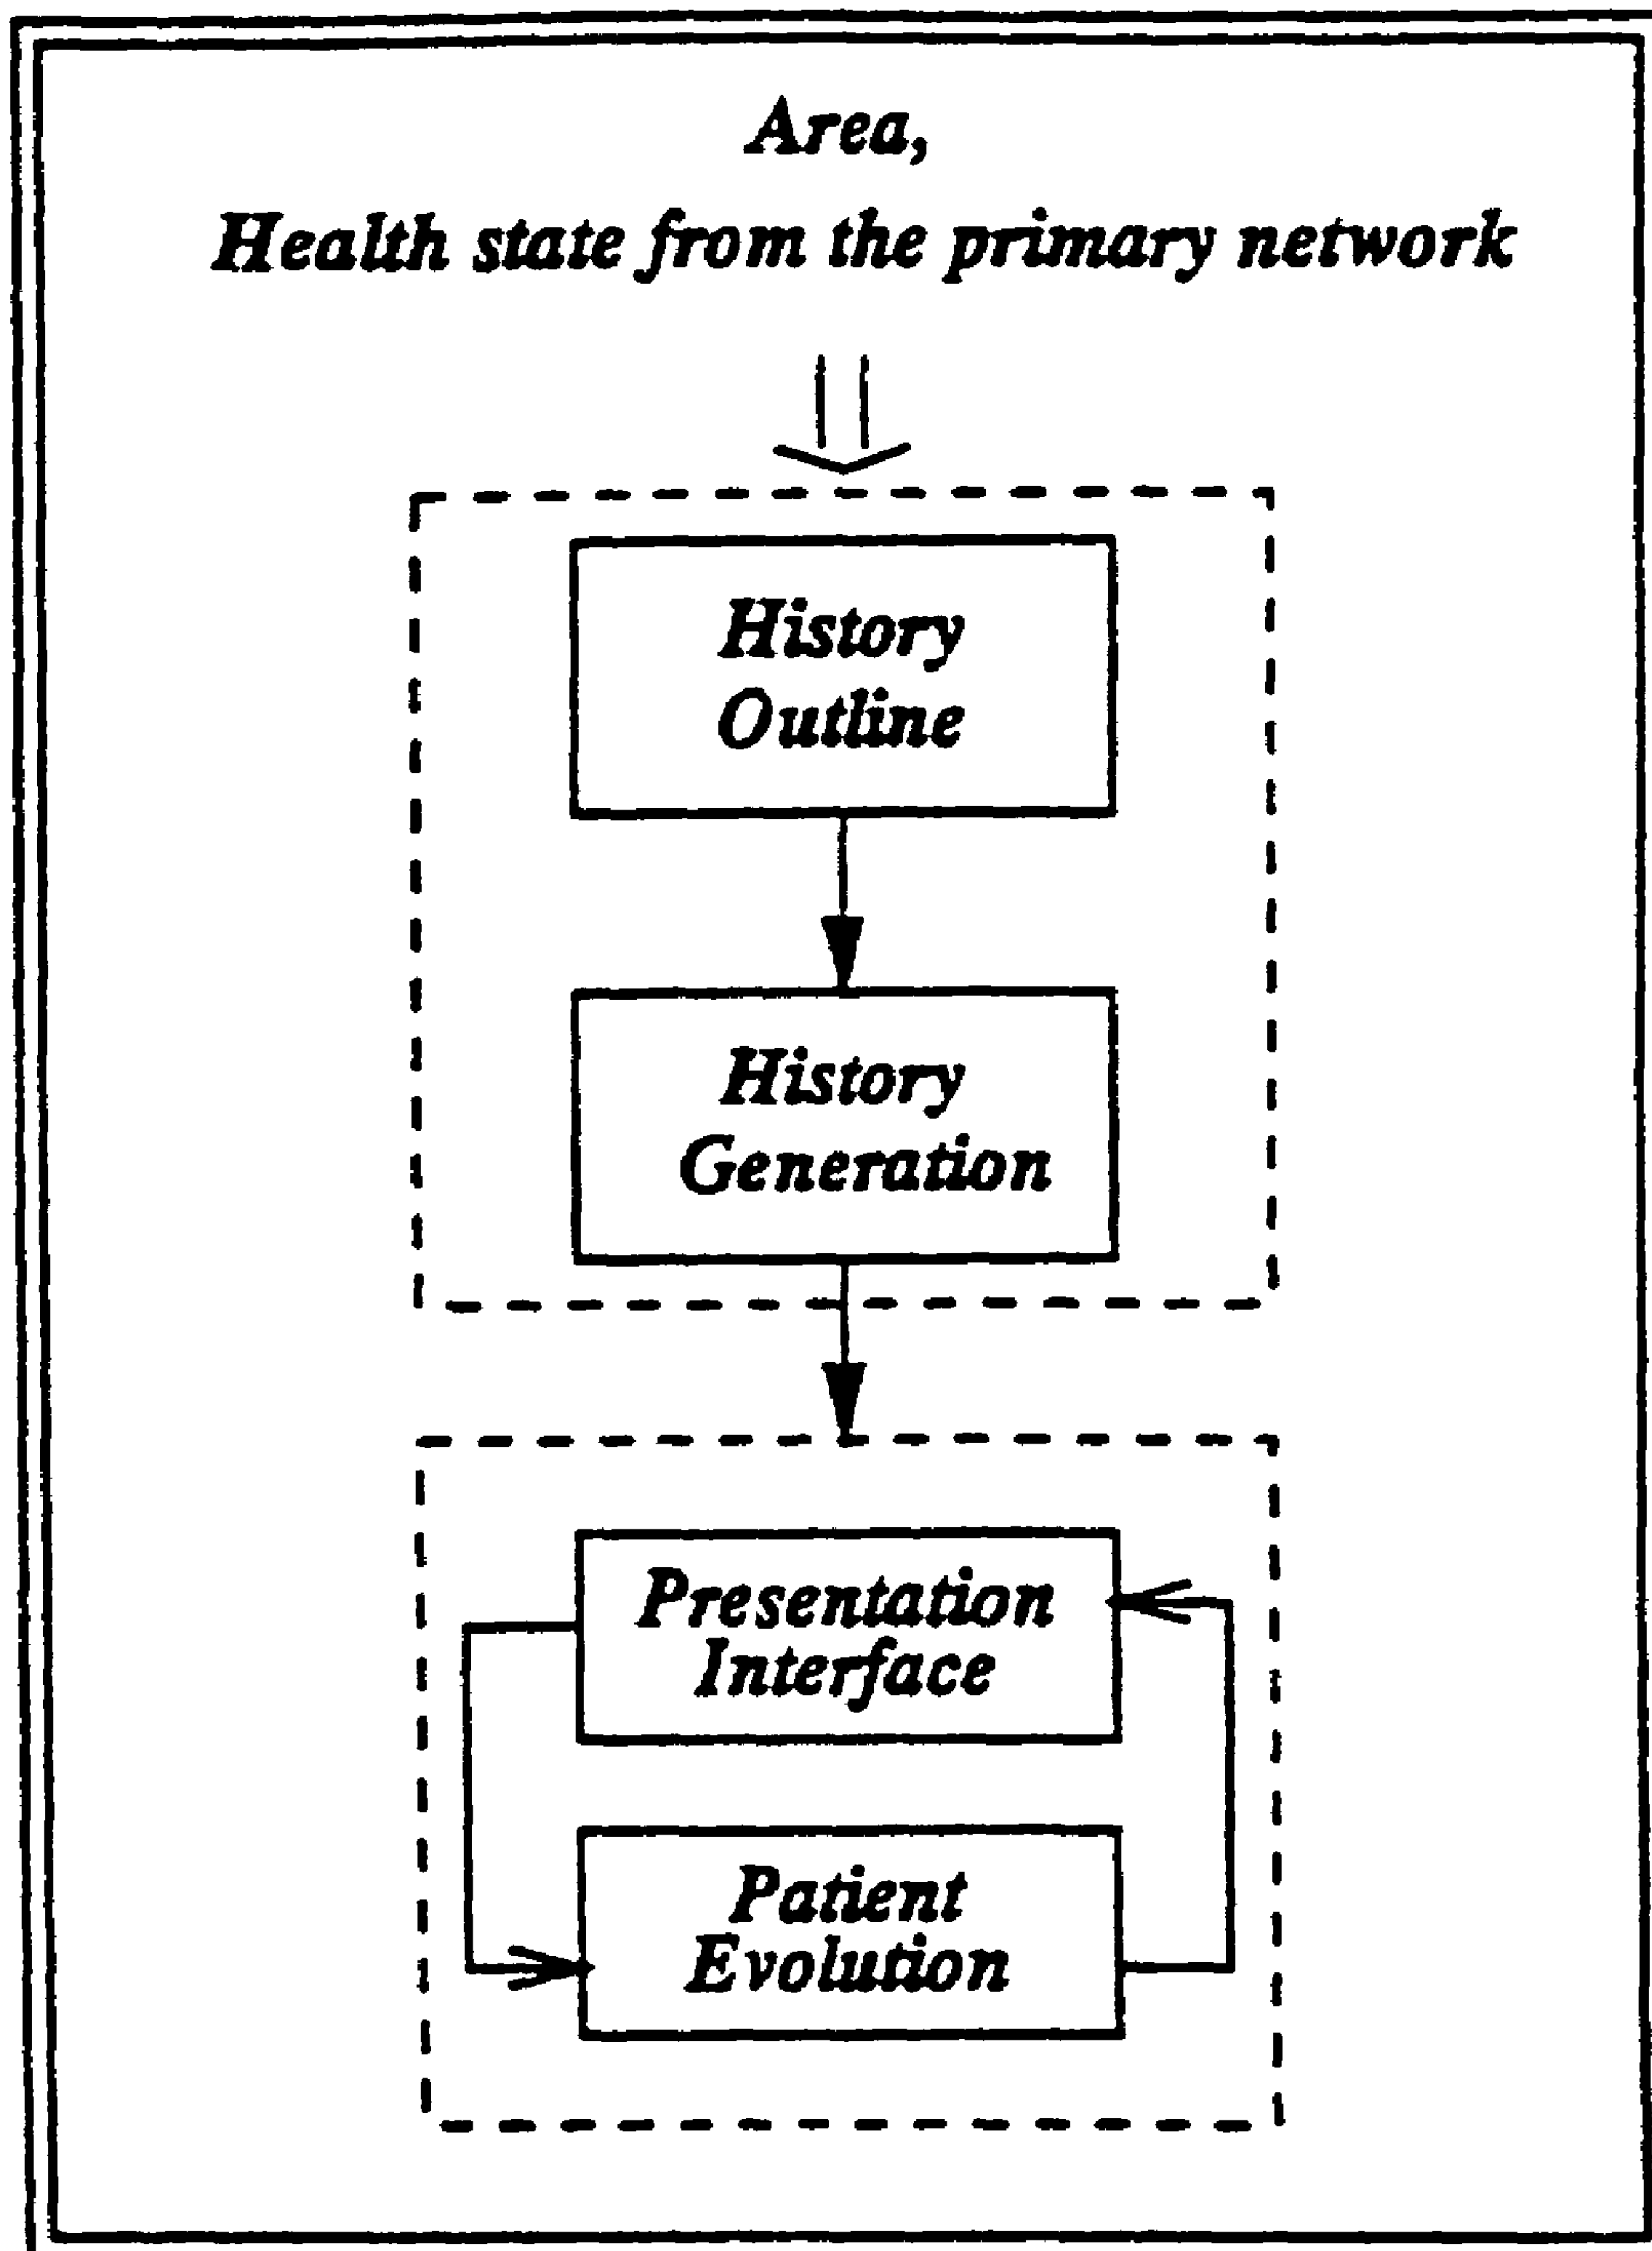 Area,
Health state from the primary network
History
Outline
History
Generation
Presentation
Interface
Patient
Evolution